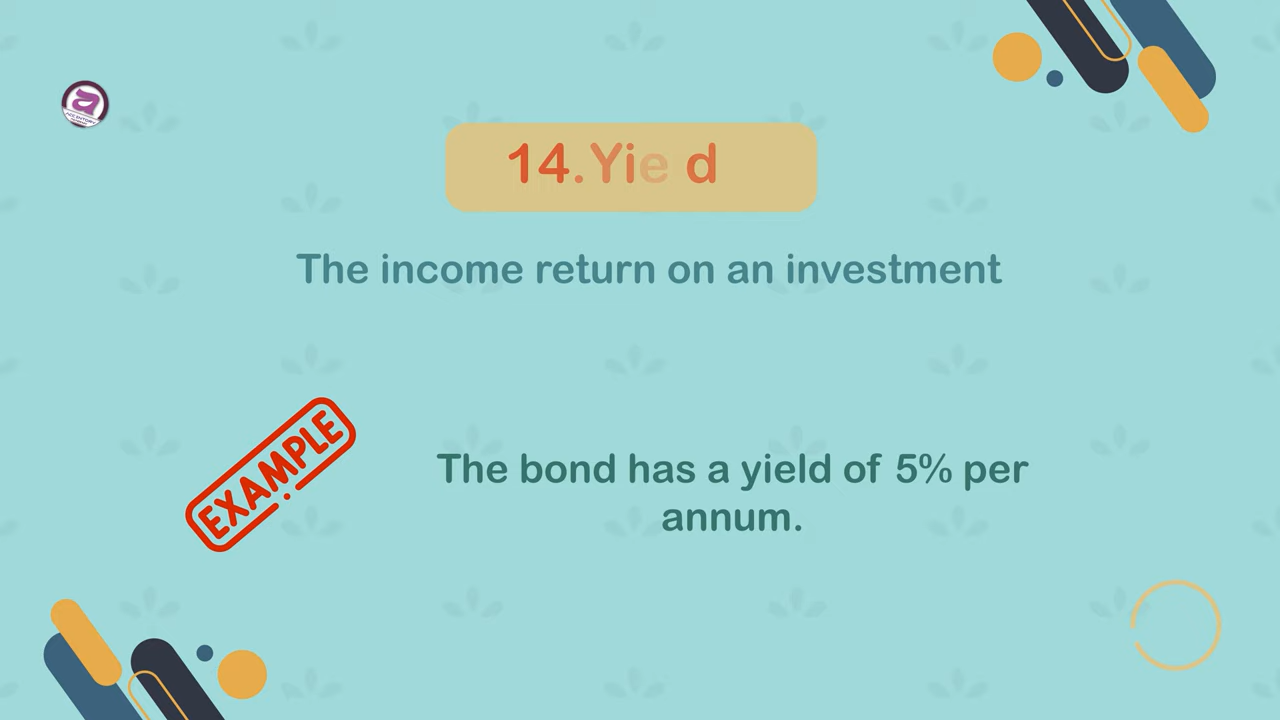 14. Yie d
The income return on an investment
EXAMPLE
The bond has a yield of 5% per
annum.